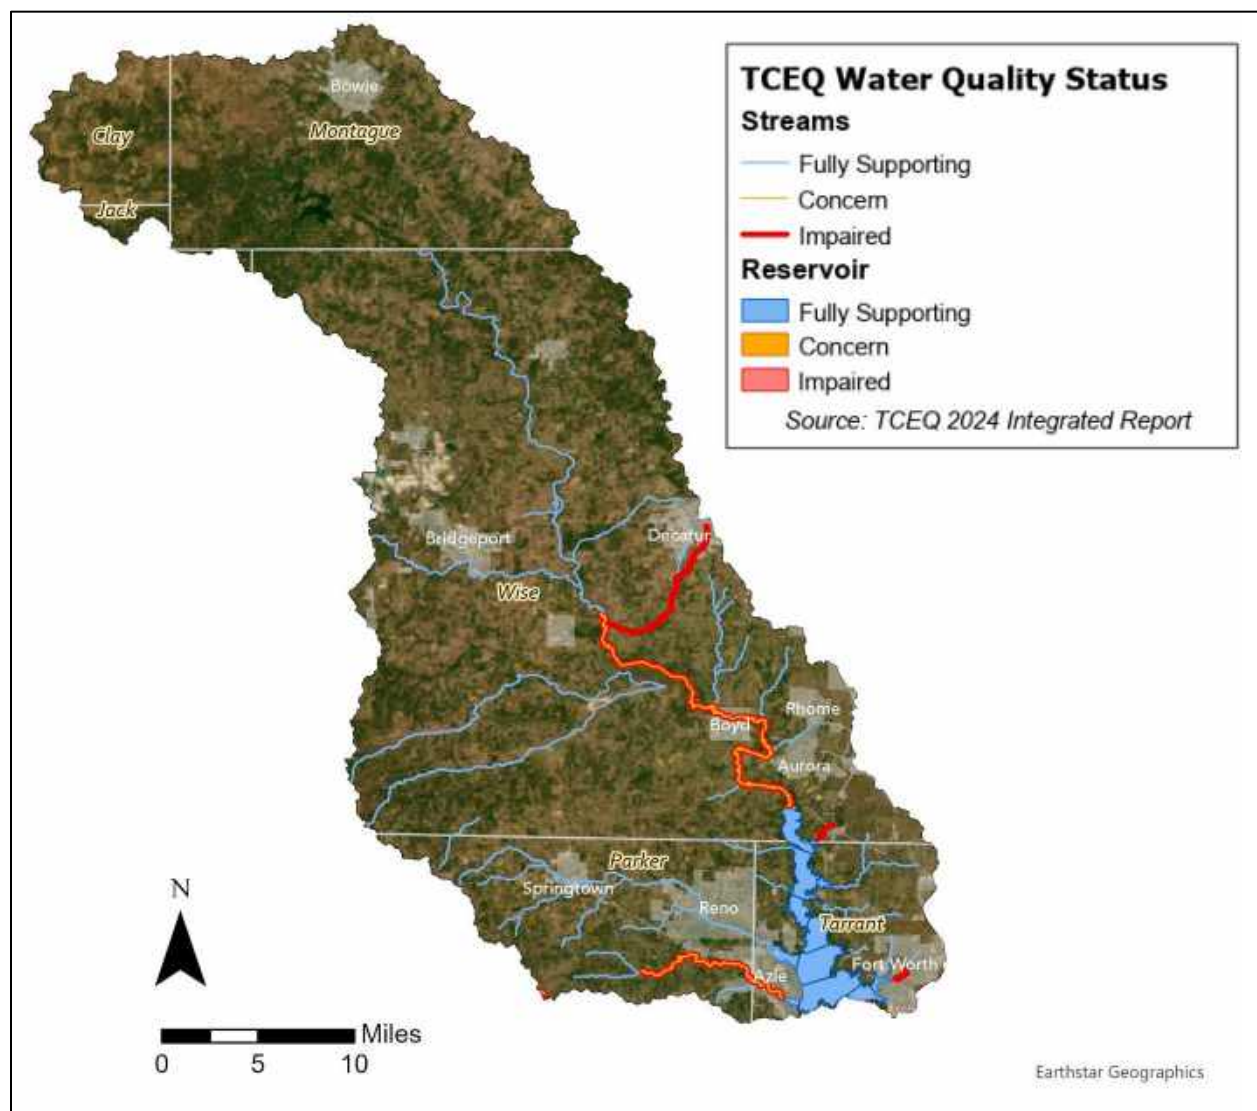 TCEQ Water Quality Status
Streams
Fully Supporting
Concern
Impaired
Reservoir
Fully Supporting
Concern
Impaired
Source: TCEQ 2024 Integrated Report
Bowie
Clay
Montague
Jack
Decatur
Bridgeport
Wise
Rhome
Boyd
Aurora
Parker
Springtown
Reno
Tarrant
Fort Worth
Azle
N
Miles
0 5 10
Earthstar Geographics